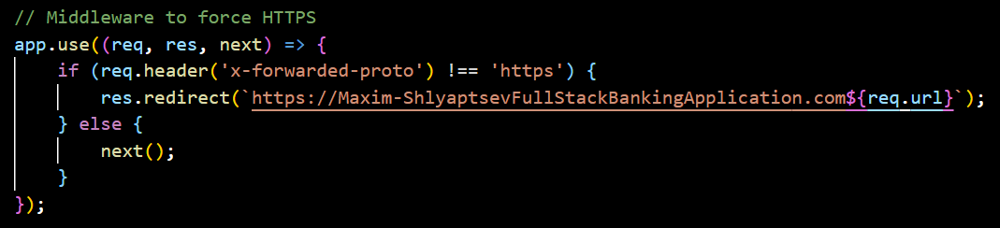 // Middleware to force HTTPS
app.use((req, res, next) => {
if (req.header('x-forwarded-proto') !== 'https') {
res.redirect(`https://Maxim-ShlyaptsevFullStackBankingApplication.com${req.url}`);
} else {
next();
}
});